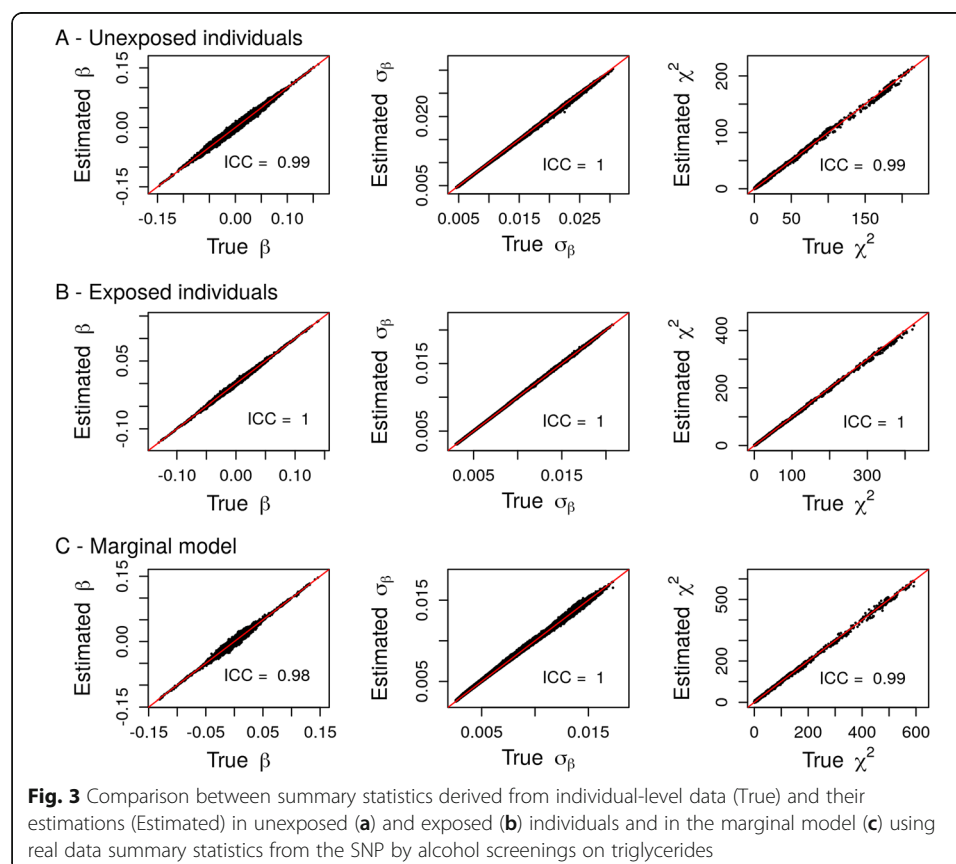 A - Unexposed individuals
Estimated β
-0.15 0.00 0.15
ICC = 0.99
-0.15 0.00 0.10
True β
Estimated σβ
0.005 0.020
ICC = 1
0.005 0.015 0.025
True σβ
Estimated χ²
0 100 200
ICC = 0.99
0 50 150
True χ²
B - Exposed individuals
Estimated β
-0.10 0.05
ICC = 1
-0.10 0.00 0.10
True β
Estimated σβ
0.005 0.015
ICC = 1
0.005 0.015
True σβ
Estimated χ²
0 200 400
ICC = 1
0 100 300
True χ²
C - Marginal model
Estimated β
-0.15 0.00 0.15
ICC = 0.98
-0.15 -0.05 0.05 0.15
True β
Estimated σβ
0.005 0.015
ICC = 1
0.005 0.015
True σβ
Estimated χ²
0 200 500
ICC = 0.99
0 200 400 600
True χ²
Fig. 3 Comparison between summary statistics derived from individual-level data (True) and their
estimations (Estimated) in unexposed (a) and exposed (b) individuals and in the marginal model (c) using
real data summary statistics from the SNP by alcohol screenings on triglycerides